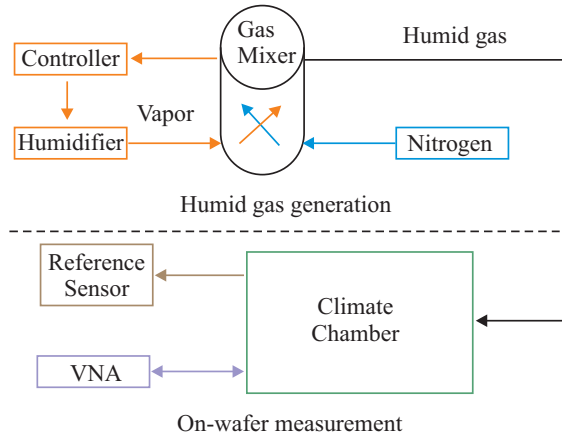 Gas
Mixer
Humid gas
Controller
Vapor
Humidifier
Nitrogen
Humid gas generation
Reference
Sensor
Climate
Chamber
VNA
On-wafer measurement